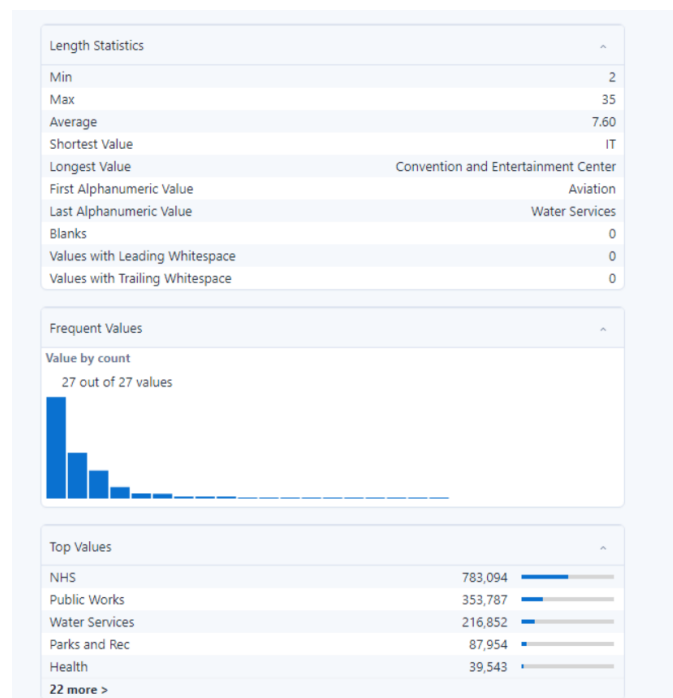 Length Statistics
Min 2
Max 35
Average 7.60
Shortest Value IT
Longest Value Convention and Entertainment Center
First Alphanumeric Value Aviation
Last Alphanumeric Value Water Services
Blanks 0
Values with Leading Whitespace 0
Values with Trailing Whitespace 0
Frequent Values
Value by count
27 out of 27 values
Top Values
NHS 783,094
Public Works 353,787
Water Services 216,852
Parks and Rec 87,954
Health 39,543
22 more >